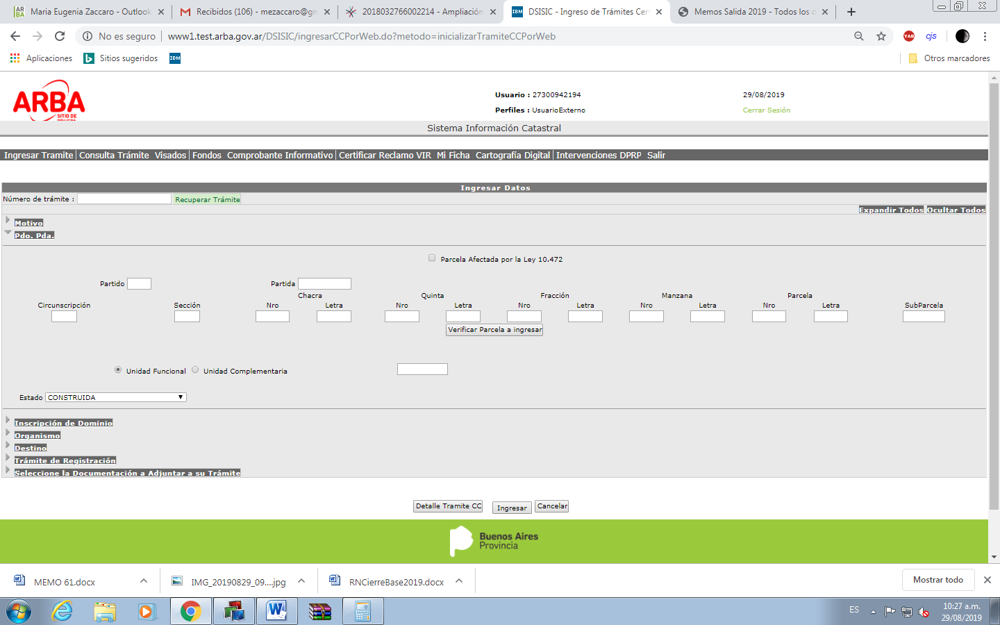 Maria Eugenia Zaccaro - Outlook
Recibidos (106) - mezaccaro@gm
2018032766002214 - Ampliación
IBM DSISIC - Ingreso de Trámites Cer
Memos Salida 2019 - Todos los d
No es seguro | www1.test.arba.gov.ar/DSISIC/ingresarCCPorWeb.do?metodo=inicializarTramiteCCPorWeb
YAB cjs
Aplicaciones Sitios sugeridos IBM Otros marcadores
ARBA
SITIO DE
Usuario : 27300942194 29/08/2019
Perfiles : UsuarioExterno Cerrar Sesión
Sistema Información Catastral
Ingresar Tramite | Consulta Trámite Visados | Fondos Comprobante Informativo | Certificar Reclamo VIR Mi Ficha Cartografía Digital | Intervenciones DPRP Salir
Ingresar Datos
Número de trámite : Recuperar Trámite
Expandir Todos Ocultar Todos
Motivo
Pdo. Pda.
Parcela Afectada por la Ley 10.472
Partido Partida
Chacra Quinta Fracción Manzana Parcela
Circunscripción Sección Nro Letra Nro Letra Nro Letra Nro Letra Nro Letra SubParcela
Verificar Parcela a ingresar
Unidad Funcional Unidad Complementaria
Estado CONSTRUIDA
Inscripción de Dominio
Organismo
Destino
Trámite de Registración
Seleccione la Documentación a Adjuntar a su Trámite
Detalle Tramite CC Ingresar Cancelar
Buenos Aires
Provincia
MEMO 61.docx IMG_20190829_09....jpg RNCierreBase2019.docx Mostrar todo
ES 10:27 a.m.
29/08/2019